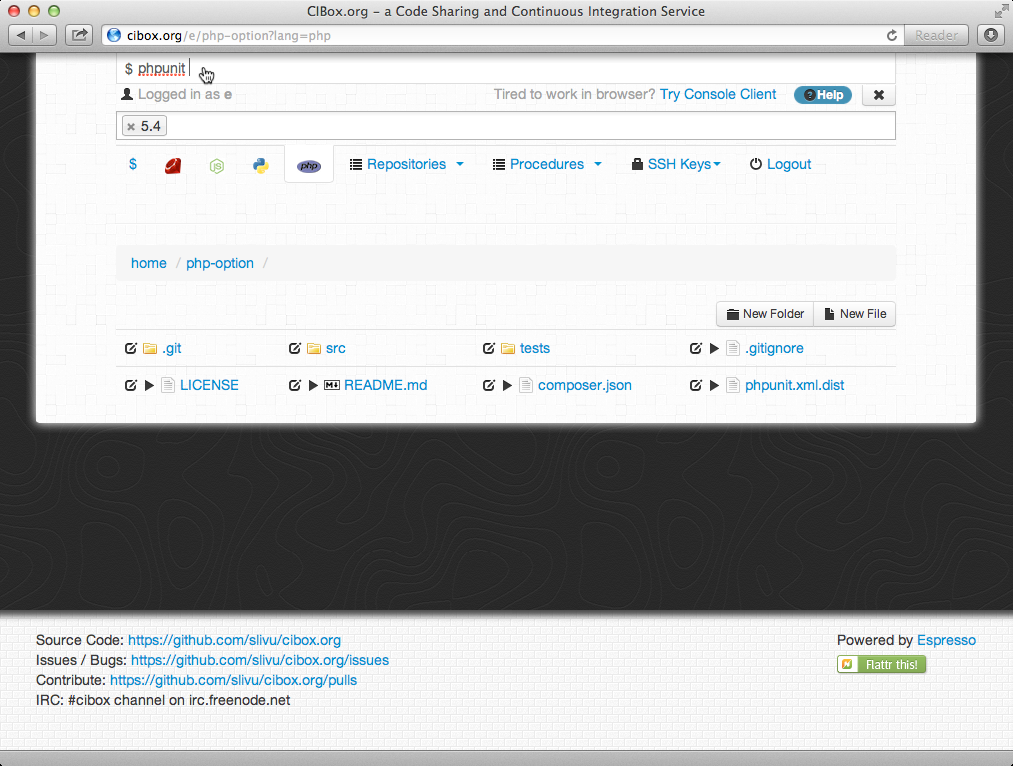 CIBox.org – a Code Sharing and Continuous Integration Service
cibox.org/e/php-option?lang=php
Reader
$ phpunit
Logged in as e
Tired to work in browser? Try Console Client
Help
5.4
$
php
Repositories
Procedures
SSH Keys
Logout
home / php-option /
New Folder
New File
.git
src
tests
.gitignore
LICENSE
README.md
composer.json
phpunit.xml.dist
Source Code: https://github.com/slivu/cibox.org
Powered by Espresso
Issues / Bugs: https://github.com/slivu/cibox.org/issues
Flattr this!
Contribute: https://github.com/slivu/cibox.org/pulls
IRC: #cibox channel on irc.freenode.net